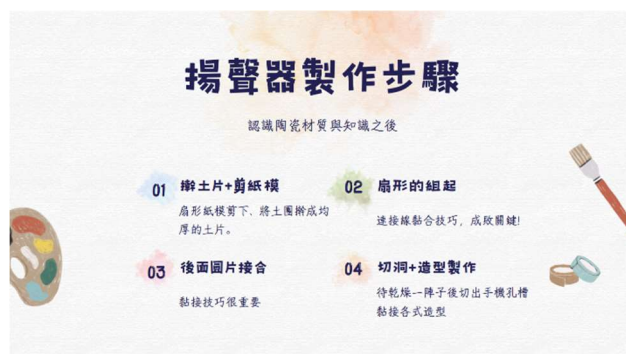 揚聲器製作步驟
認識陶瓷材質與知識之後
01 擀土片+剪紙模
扇形紙模剪下、將土團擀成均
厚的土片。
02 扇形的組起
連接線黏合技巧，成敗關鍵!
03 後面圓片接合
黏接技巧很重要
04 切洞+造型製作
待乾燥一陣子後切出手機孔槽
黏接各式造型